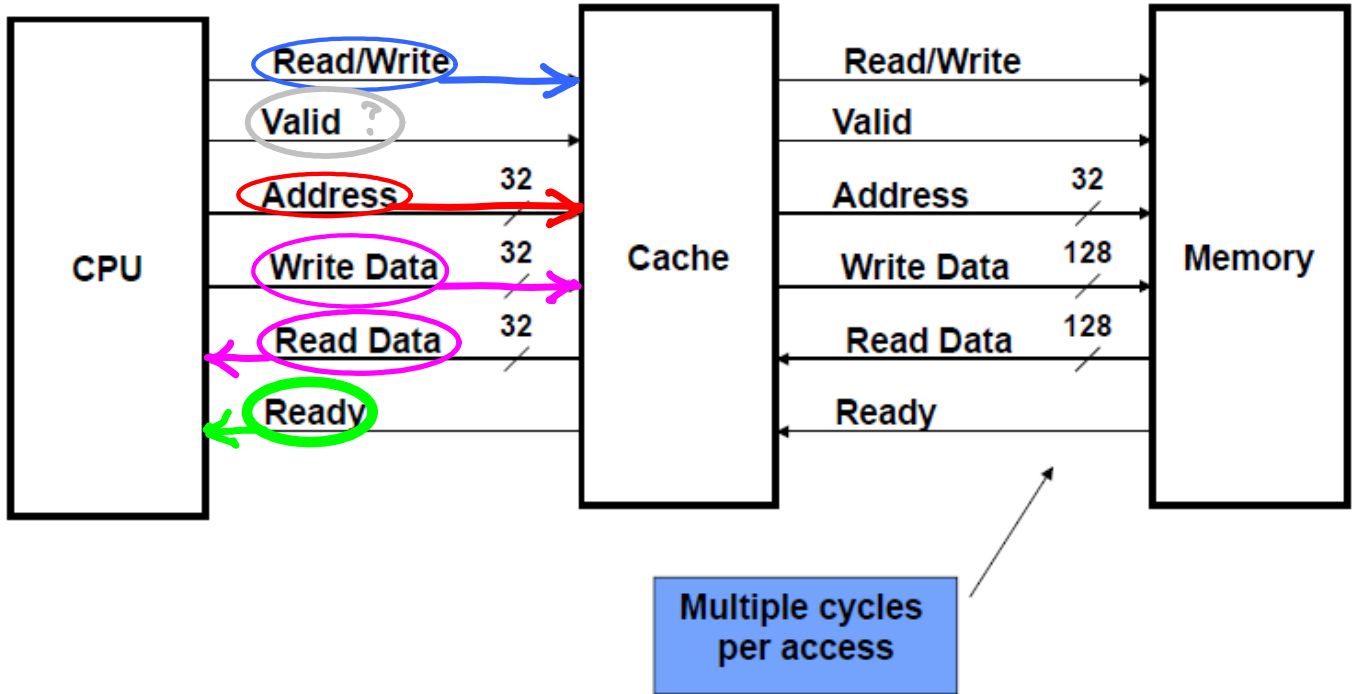 Read/Write
Read/Write
Valid ?
Valid
Address 32
Address 32
CPU
Write Data 32
Cache
Write Data 128
Memory
Read Data 32
Read Data 128
Ready
Ready
Multiple cycles
per access